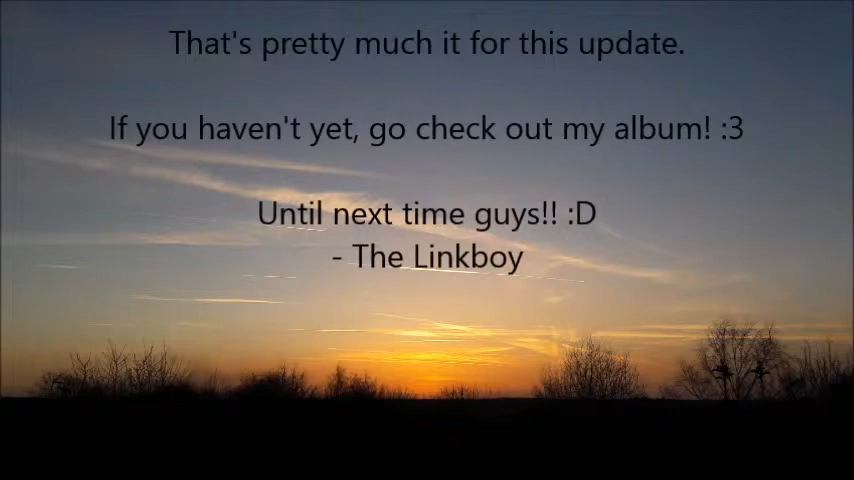 That's pretty much it for this update.
If you haven't yet, go check out my album! :3
Until next time guys!! :D
- The Linkboy